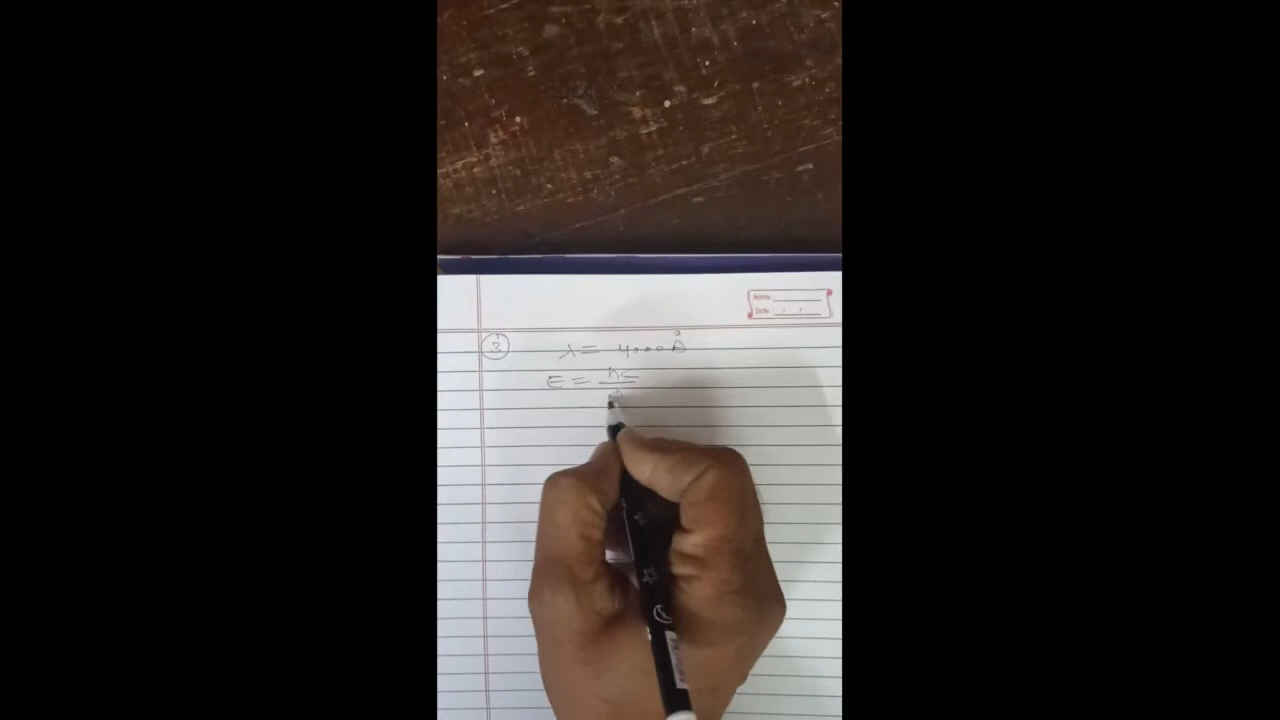 Name
Date / /
③ λ = 4000 Å
E = hc